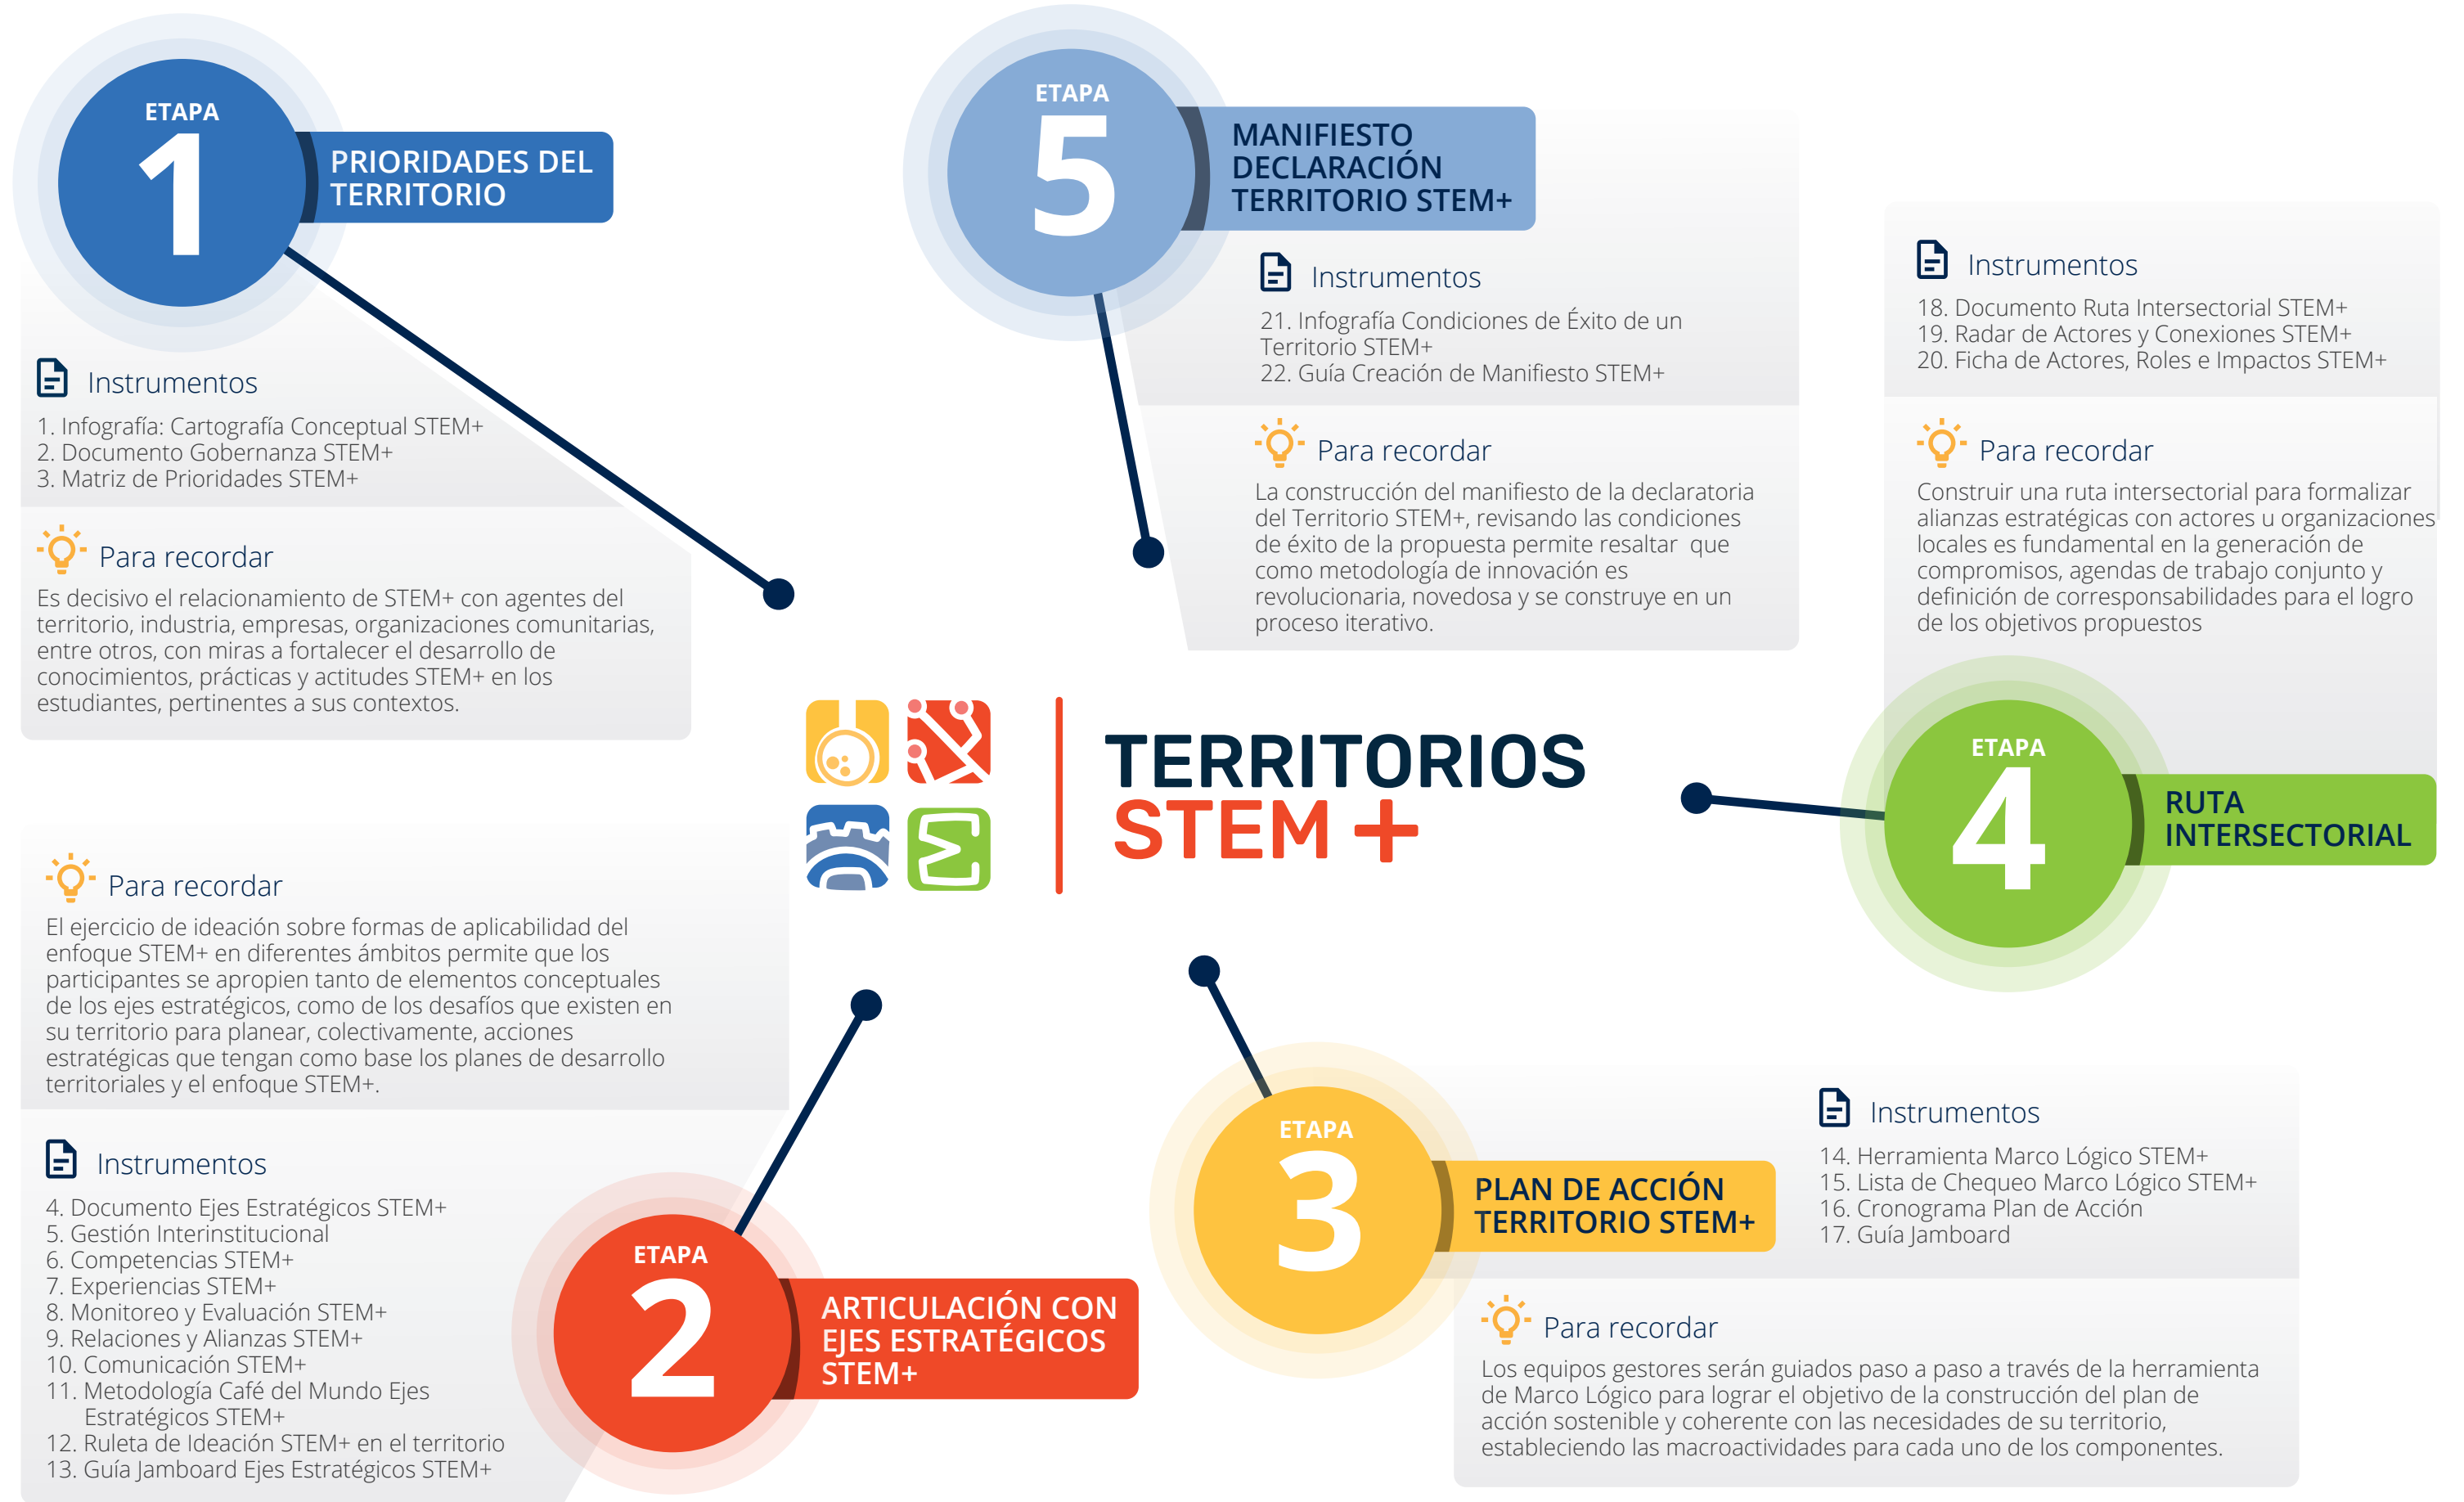 ETAPA
1
PRIORIDADES DEL
TERRITORIO
Instrumentos
1. Infografía: Cartografía Conceptual STEM+
2. Documento Gobernanza STEM+
3. Matriz de Prioridades STEM+
Para recordar
Es decisivo el relacionamiento de STEM+ con agentes del
territorio, industria, empresas, organizaciones comunitarias,
entre otros, con miras a fortalecer el desarrollo de
conocimientos, prácticas y actitudes STEM+ en los
estudiantes, pertinentes a sus contextos.
ETAPA
5
MANIFIESTO
DECLARACIÓN
TERRITORIO STEM+
Instrumentos
21. Infografía Condiciones de Éxito de un
Territorio STEM+
22. Guía Creación de Manifiesto STEM+
Para recordar
La construcción del manifiesto de la declaratoria
del Territorio STEM+, revisando las condiciones
de éxito de la propuesta permite resaltar  que
como metodología de innovación es
revolucionaria, novedosa y se construye en un
proceso iterativo.
Instrumentos
18. Documento Ruta Intersectorial STEM+
19. Radar de Actores y Conexiones STEM+
20. Ficha de Actores, Roles e Impactos STEM+
Para recordar
Construir una ruta intersectorial para formalizar
alianzas estratégicas con actores u organizaciones
locales es fundamental en la generación de
compromisos, agendas de trabajo conjunto y
definición de corresponsabilidades para el logro
de los objetivos propuestos
ETAPA
4
RUTA
INTERSECTORIAL
TERRITORIOS
STEM +
Para recordar
El ejercicio de ideación sobre formas de aplicabilidad del
enfoque STEM+ en diferentes ámbitos permite que los
participantes se apropien tanto de elementos conceptuales
de los ejes estratégicos, como de los desafíos que existen en
su territorio para planear, colectivamente, acciones
estratégicas que tengan como base los planes de desarrollo
territoriales y el enfoque STEM+.
Instrumentos
4. Documento Ejes Estratégicos STEM+
5. Gestión Interinstitucional
6. Competencias STEM+
7. Experiencias STEM+
8. Monitoreo y Evaluación STEM+
9. Relaciones y Alianzas STEM+
10. Comunicación STEM+
11. Metodología Café del Mundo Ejes
Estratégicos STEM+
12. Ruleta de Ideación STEM+ en el territorio
13. Guía Jamboard Ejes Estratégicos STEM+
ETAPA
2
ARTICULACIÓN CON
EJES ESTRATÉGICOS
STEM+
ETAPA
3
PLAN DE ACCIÓN
TERRITORIO STEM+
Instrumentos
14. Herramienta Marco Lógico STEM+
15. Lista de Chequeo Marco Lógico STEM+
16. Cronograma Plan de Acción
17. Guía Jamboard
Para recordar
Los equipos gestores serán guiados paso a paso a través de la herramienta
de Marco Lógico para lograr el objetivo de la construcción del plan de
acción sostenible y coherente con las necesidades de su territorio,
estableciendo las macroactividades para cada uno de los componentes.